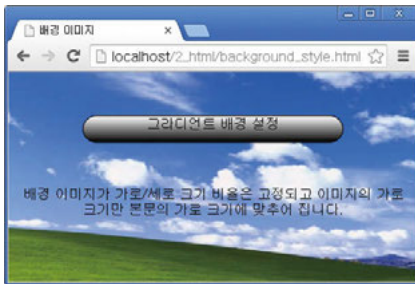 배경 이미지
localhost/2_html/background_style.html
그라디언트 배경 설정
배경 이미지가 가로/세로 크기 비율은 고정되고 이미지의 가로
크기만 본문의 가로 크기에 맞추어 집니다.